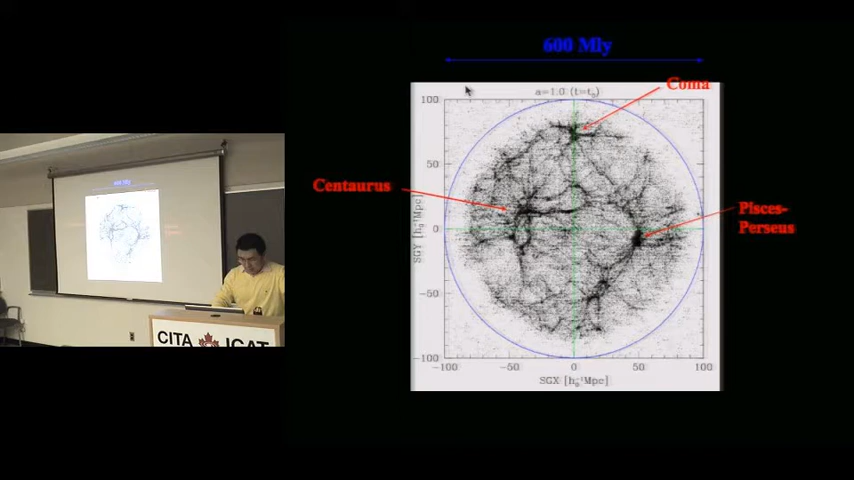 600 Mly
Coma
a=1.0 (t=t₀)
Centaurus
Pisces-
Perseus
100
50
0
−50
−100
SGY [h₀⁻¹Mpc]
−100
−50
0
50
100
SGX [h₀⁻¹Mpc]
CITA ICAT